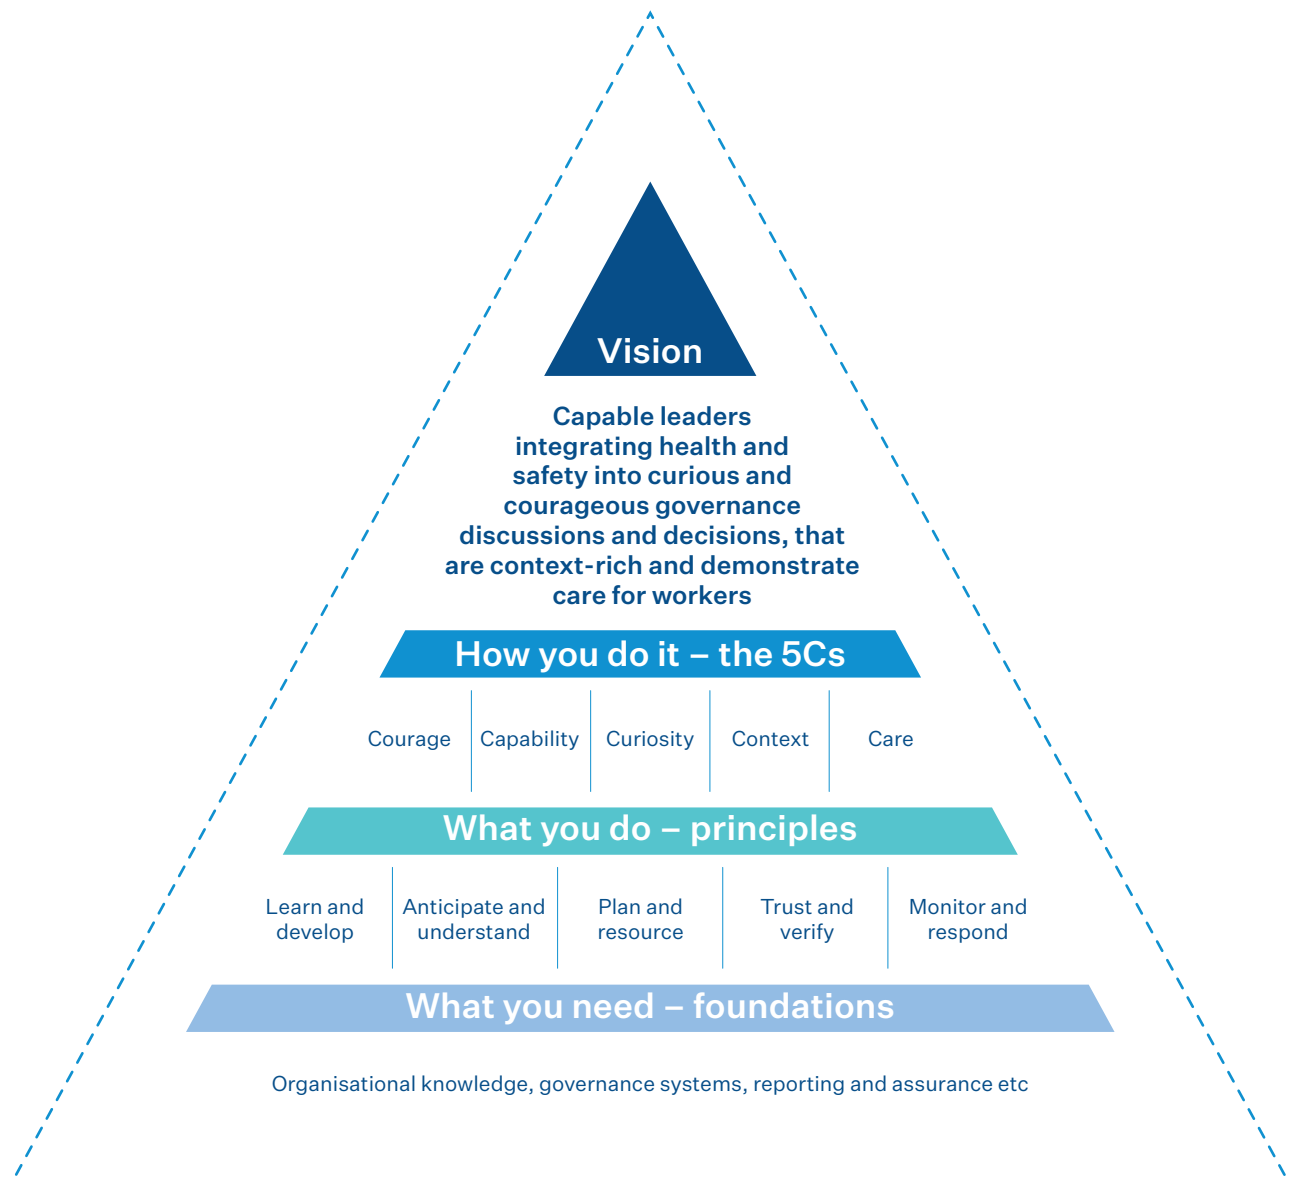 Vision
Capable leaders
integrating health and
safety into curious and
courageous governance
discussions and decisions, that
are context-rich and demonstrate
care for workers
How you do it – the 5Cs
Courage Capability Curiosity Context Care
What you do – principles
Learn and Anticipate and Plan and Trust and Monitor and
develop understand resource verify respond
What you need – foundations
Organisational knowledge, governance systems, reporting and assurance etc